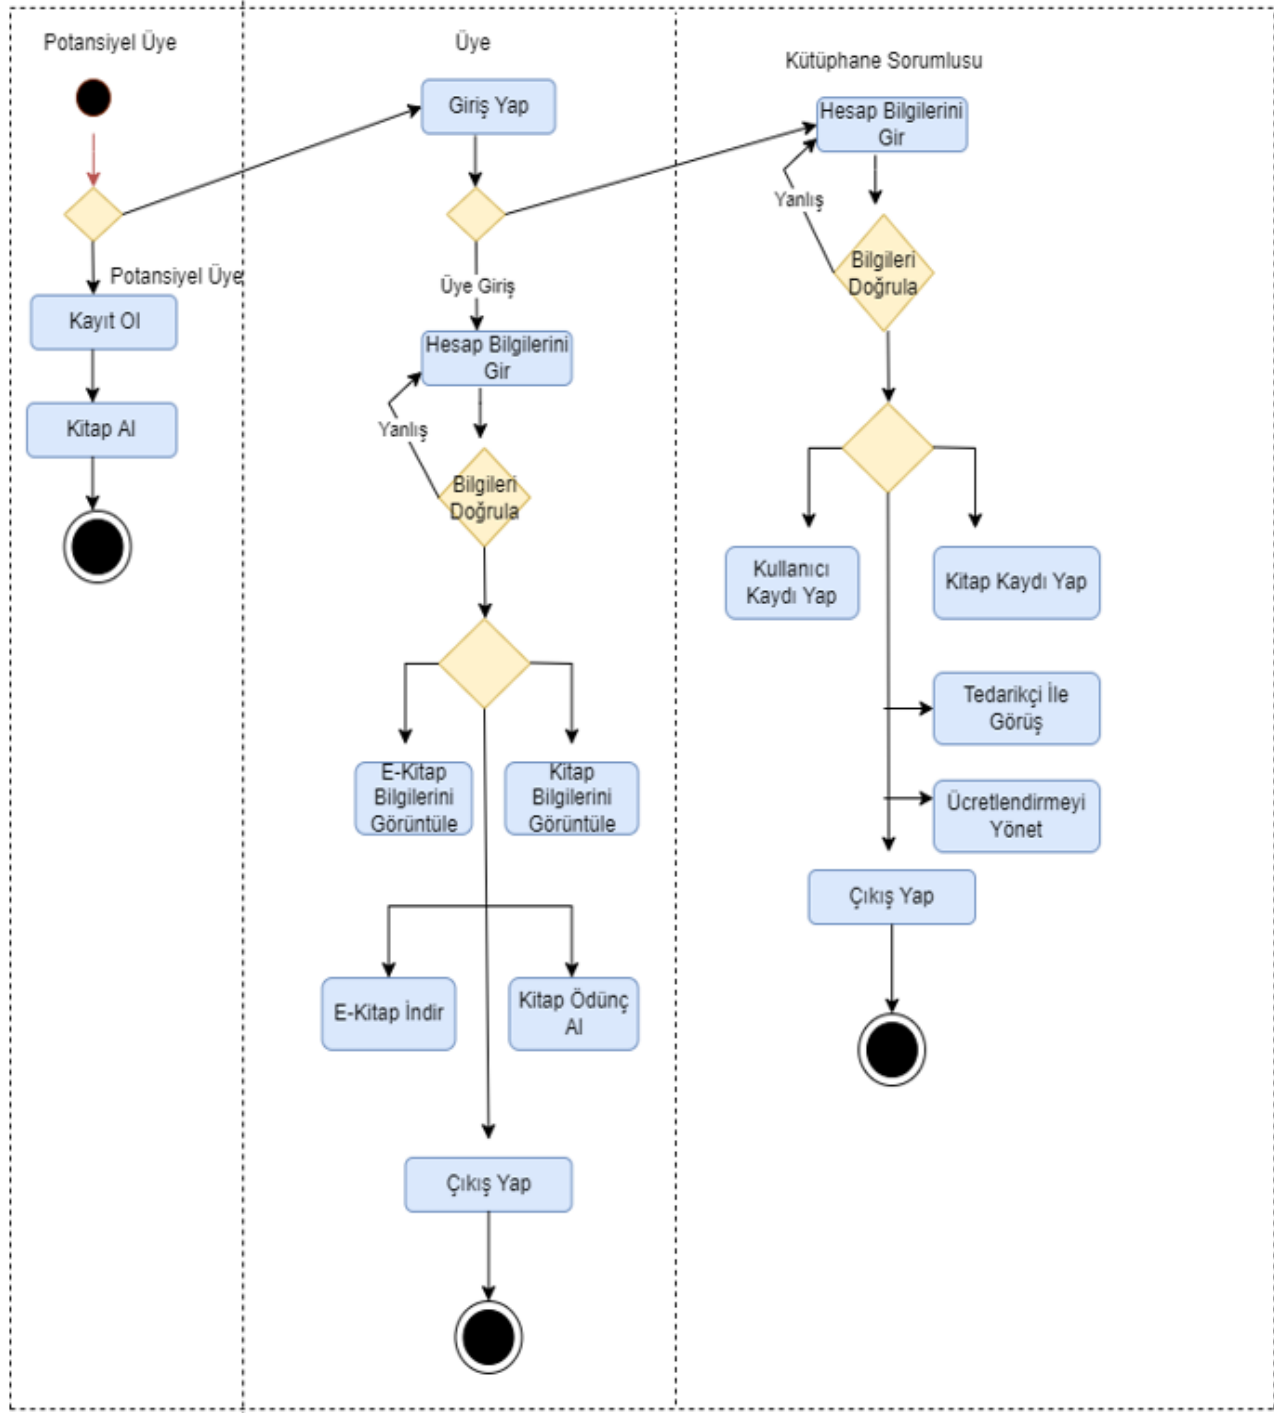 Potansiyel Üye
Potansiyel Üye
Kayıt Ol
Kitap Al
Üye
Giriş Yap
Üye Giriş
Hesap Bilgilerini
Gir
Yanlış
Bilgileri
Doğrula
E-Kitap
Bilgilerini
Görüntüle
Kitap
Bilgilerini
Görüntüle
E-Kitap İndir
Kitap Ödünç
Al
Çıkış Yap
Kütüphane Sorumlusu
Hesap Bilgilerini
Gir
Yanlış
Bilgileri
Doğrula
Kullanıcı
Kaydı Yap
Kitap Kaydı Yap
Tedarikçi İle
Görüş
Ücretlendirmeyi
Yönet
Çıkış Yap